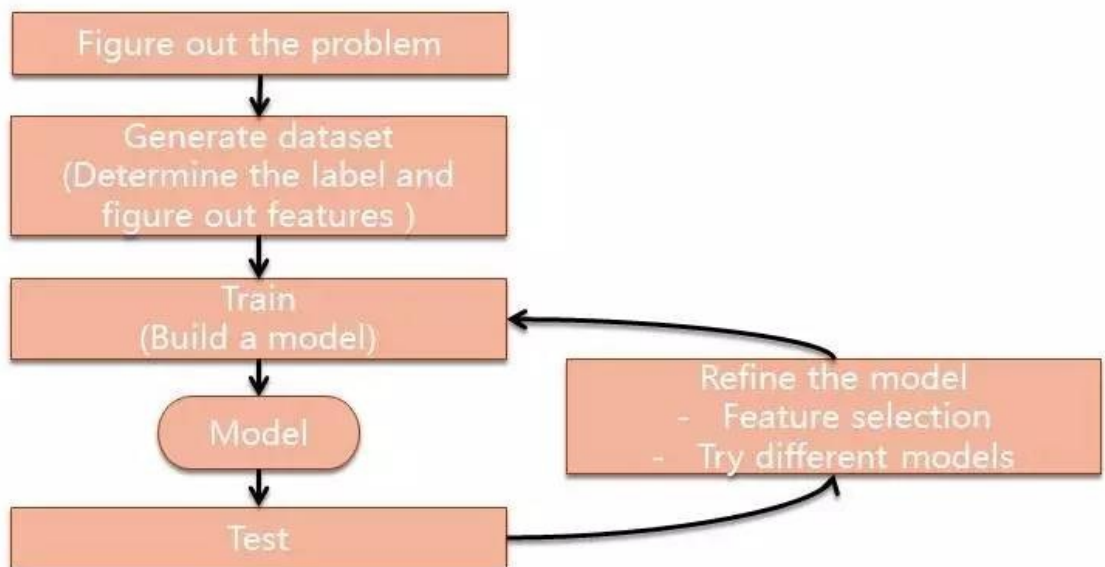 Figure out the problem
Generate dataset
(Determine the label and
figure out features )
Train
(Build a model)
Model
Test
Refine the model
- Feature selection
- Try different models